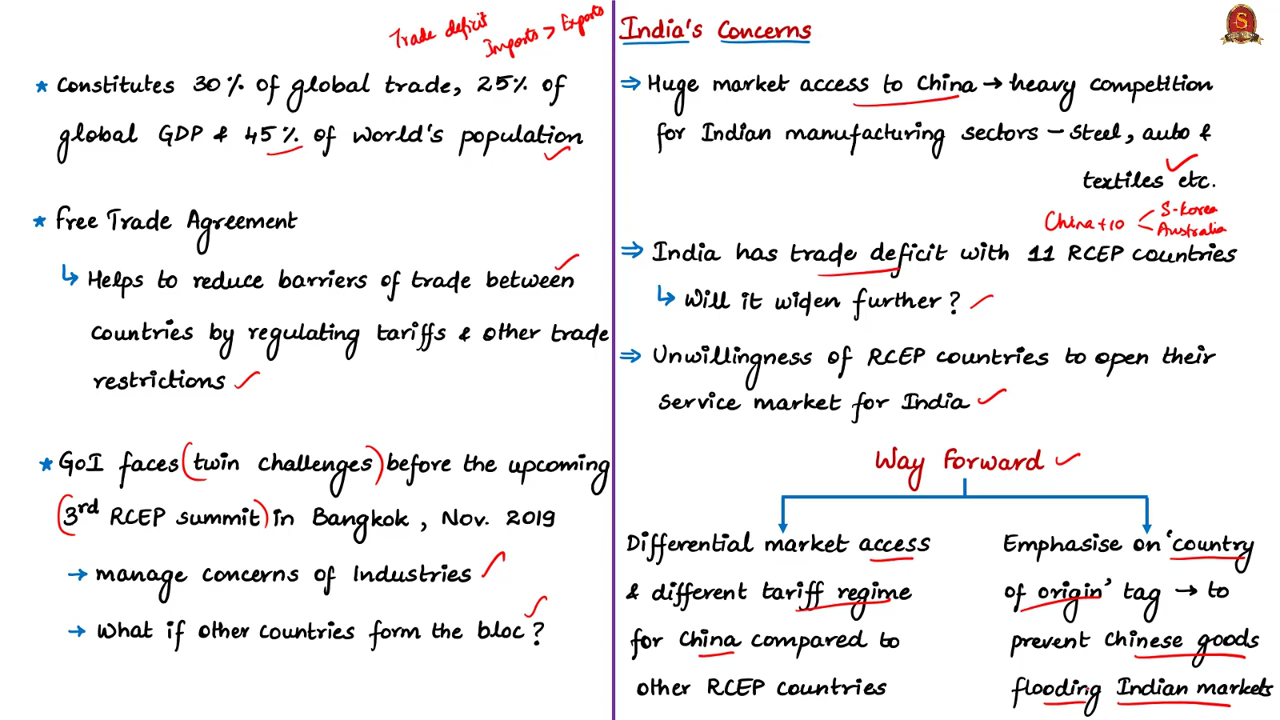 Trade deficit
Imports > Exports
* Constitutes 30% of global trade, 25% of
global GDP & 45% of world's population
* Free Trade Agreement
↳ Helps to reduce barriers of trade between
countries by regulating tariffs & other trade
restrictions
* GoI faces (twin challenges) before the upcoming
(3rd RCEP summit) in Bangkok, Nov. 2019
→ manage concerns of Industries
→ What if other countries form the bloc?
India's Concerns
⇒ Huge market access to China → heavy competition
for Indian manufacturing sectors – steel, auto &
textiles etc.
China + 10
S. Korea
Australia
⇒ India has trade deficit with 11 RCEP countries
↳ Will it widen further?
⇒ Unwillingness of RCEP countries to open their
service market for India
Way Forward
Differential market access
& different tariff regime
for China compared to
other RCEP countries
Emphasise on 'country
of origin' tag → to
prevent Chinese goods
flooding Indian markets
S